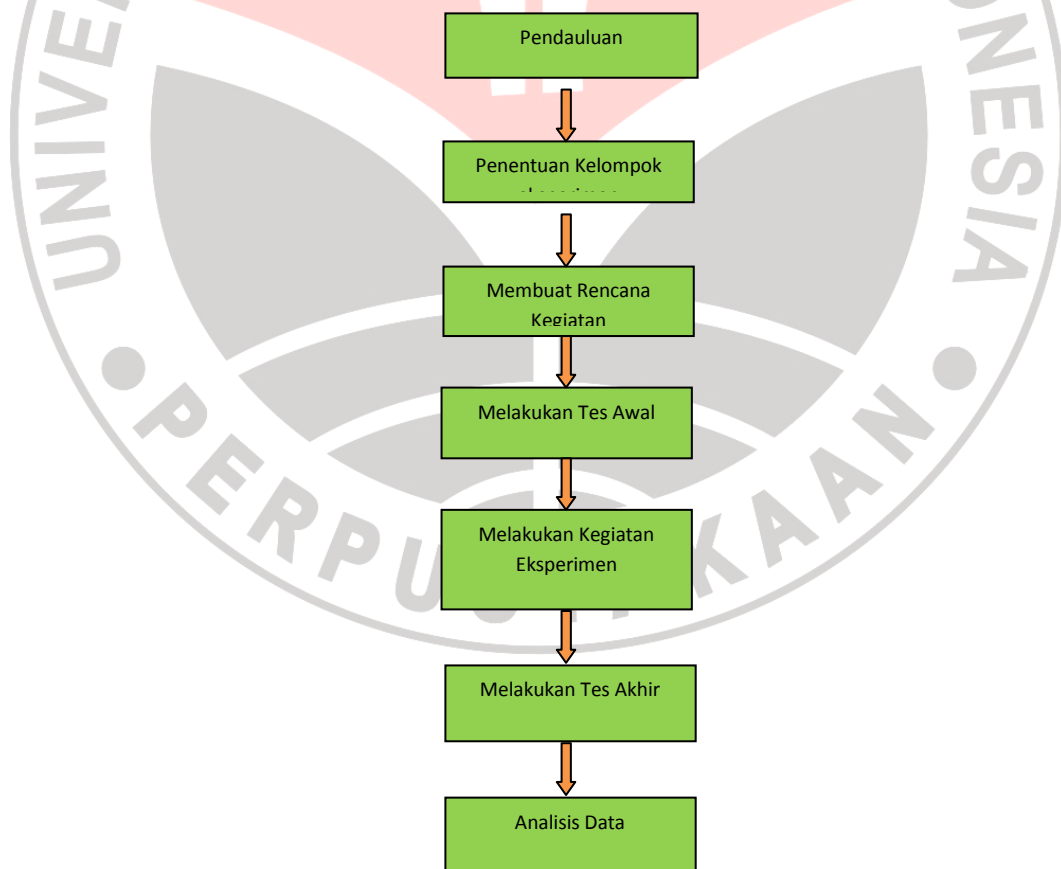 Pendauluan
Penentuan Kelompok
Membuat Rencana
Kegiatan
Melakukan Tes Awal
Melakukan Kegiatan
Eksperimen
Melakukan Tes Akhir
Analisis Data